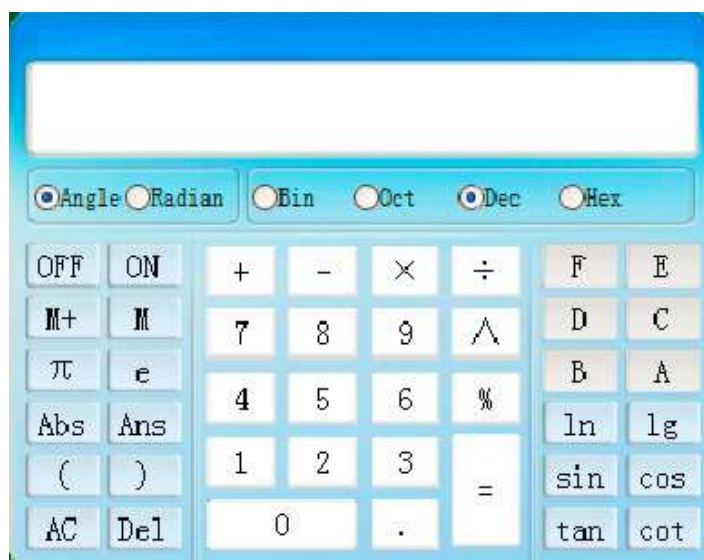 Angle Radian Bin Oct Dec Hex
OFF ON + - × ÷ F E
M+ M 7 8 9 ∧ D C
π e 4 5 6 % B A
Abs Ans 1 2 3 = ln lg
( ) 0 . sin cos
AC Del tan cot